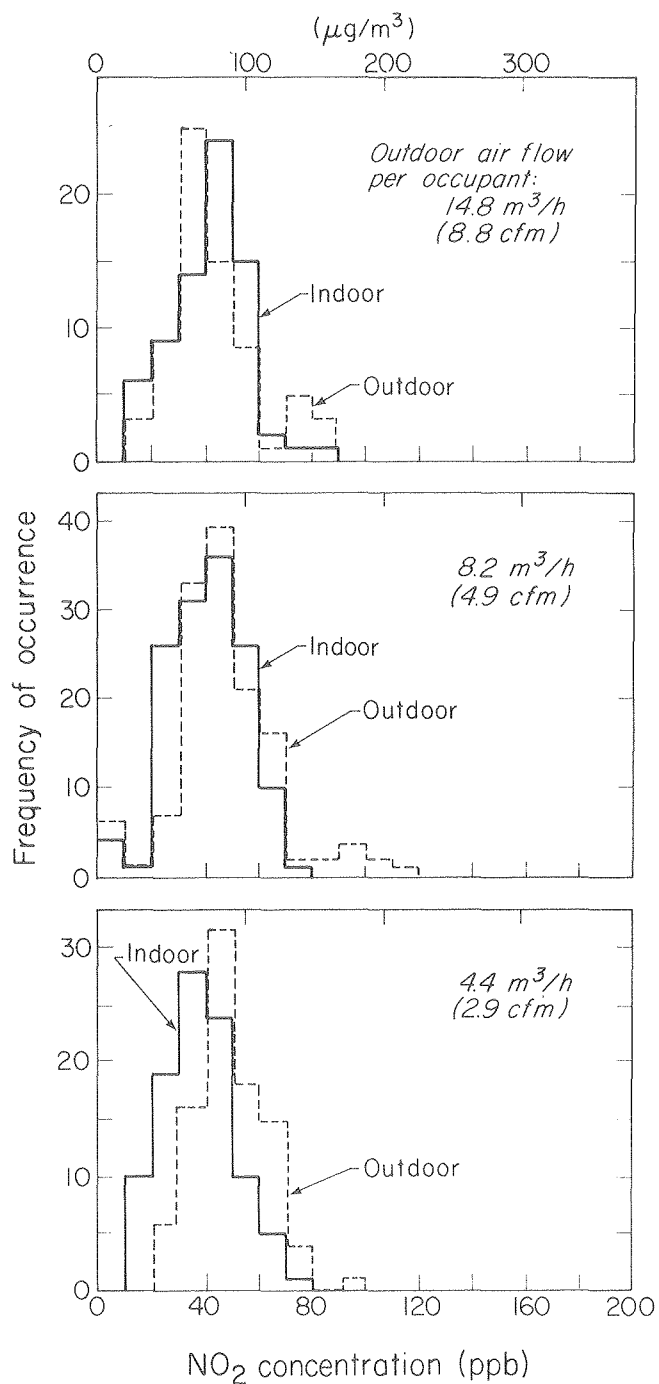 (μg/m³)
0 100 200 300
Outdoor air flow
per occupant:
14.8 m³/h
(8.8 cfm)
20
10
0
Indoor
Outdoor
Frequency of occurrence
40
30
20
10
0
8.2 m³/h
(4.9 cfm)
Indoor
Outdoor
30
20
10
0
Indoor
4.4 m³/h
(2.9 cfm)
Outdoor
0 40 80 120 160 200
NO₂ concentration (ppb)